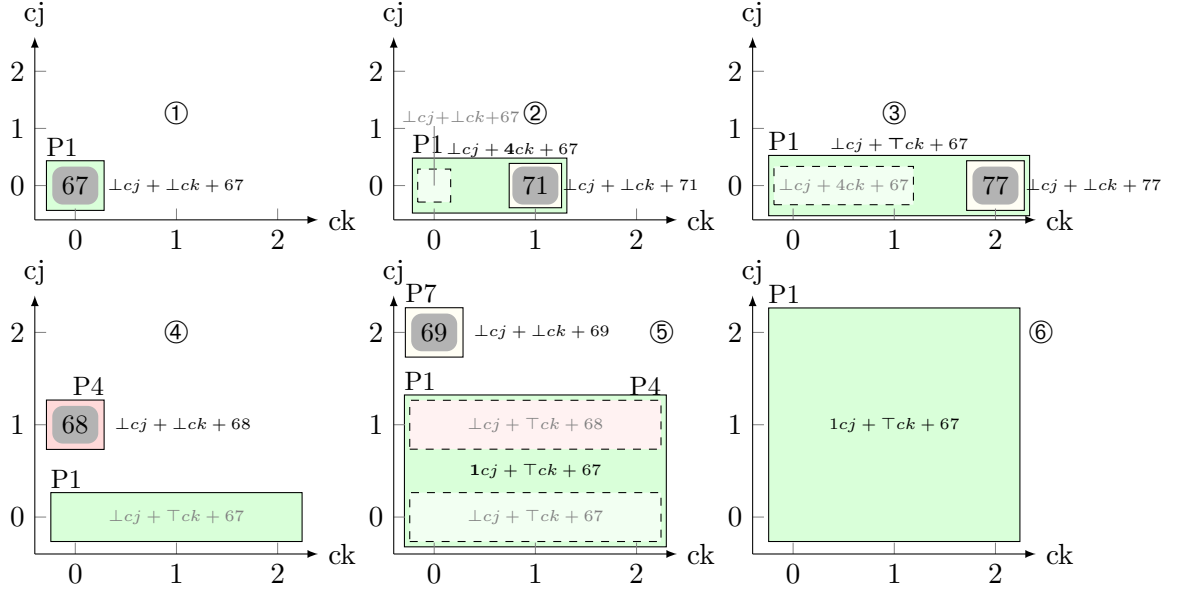 cj
2
1
0
0
1
2
ck
①
P1
67
⊥cj + ⊥ck + 67
cj
2
1
0
0
1
2
ck
②
⊥cj+⊥ck+67
P1
⊥cj + 4ck + 67
71
⊥cj + ⊥ck + 71
cj
2
1
0
0
1
2
ck
③
P1
⊥cj + ⊤ck + 67
⊥cj + 4ck + 67
77
⊥cj + ⊥ck + 77
cj
2
1
0
0
1
2
ck
④
P4
68
⊥cj + ⊥ck + 68
P1
⊥cj + ⊤ck + 67
cj
2
1
0
0
1
2
ck
P7
69
⊥cj + ⊥ck + 69
⑤
P1
P4
⊥cj + ⊤ck + 68
1cj + ⊤ck + 67
⊥cj + ⊤ck + 67
cj
2
1
0
0
1
2
ck
P1
⑥
1cj + ⊤ck + 67